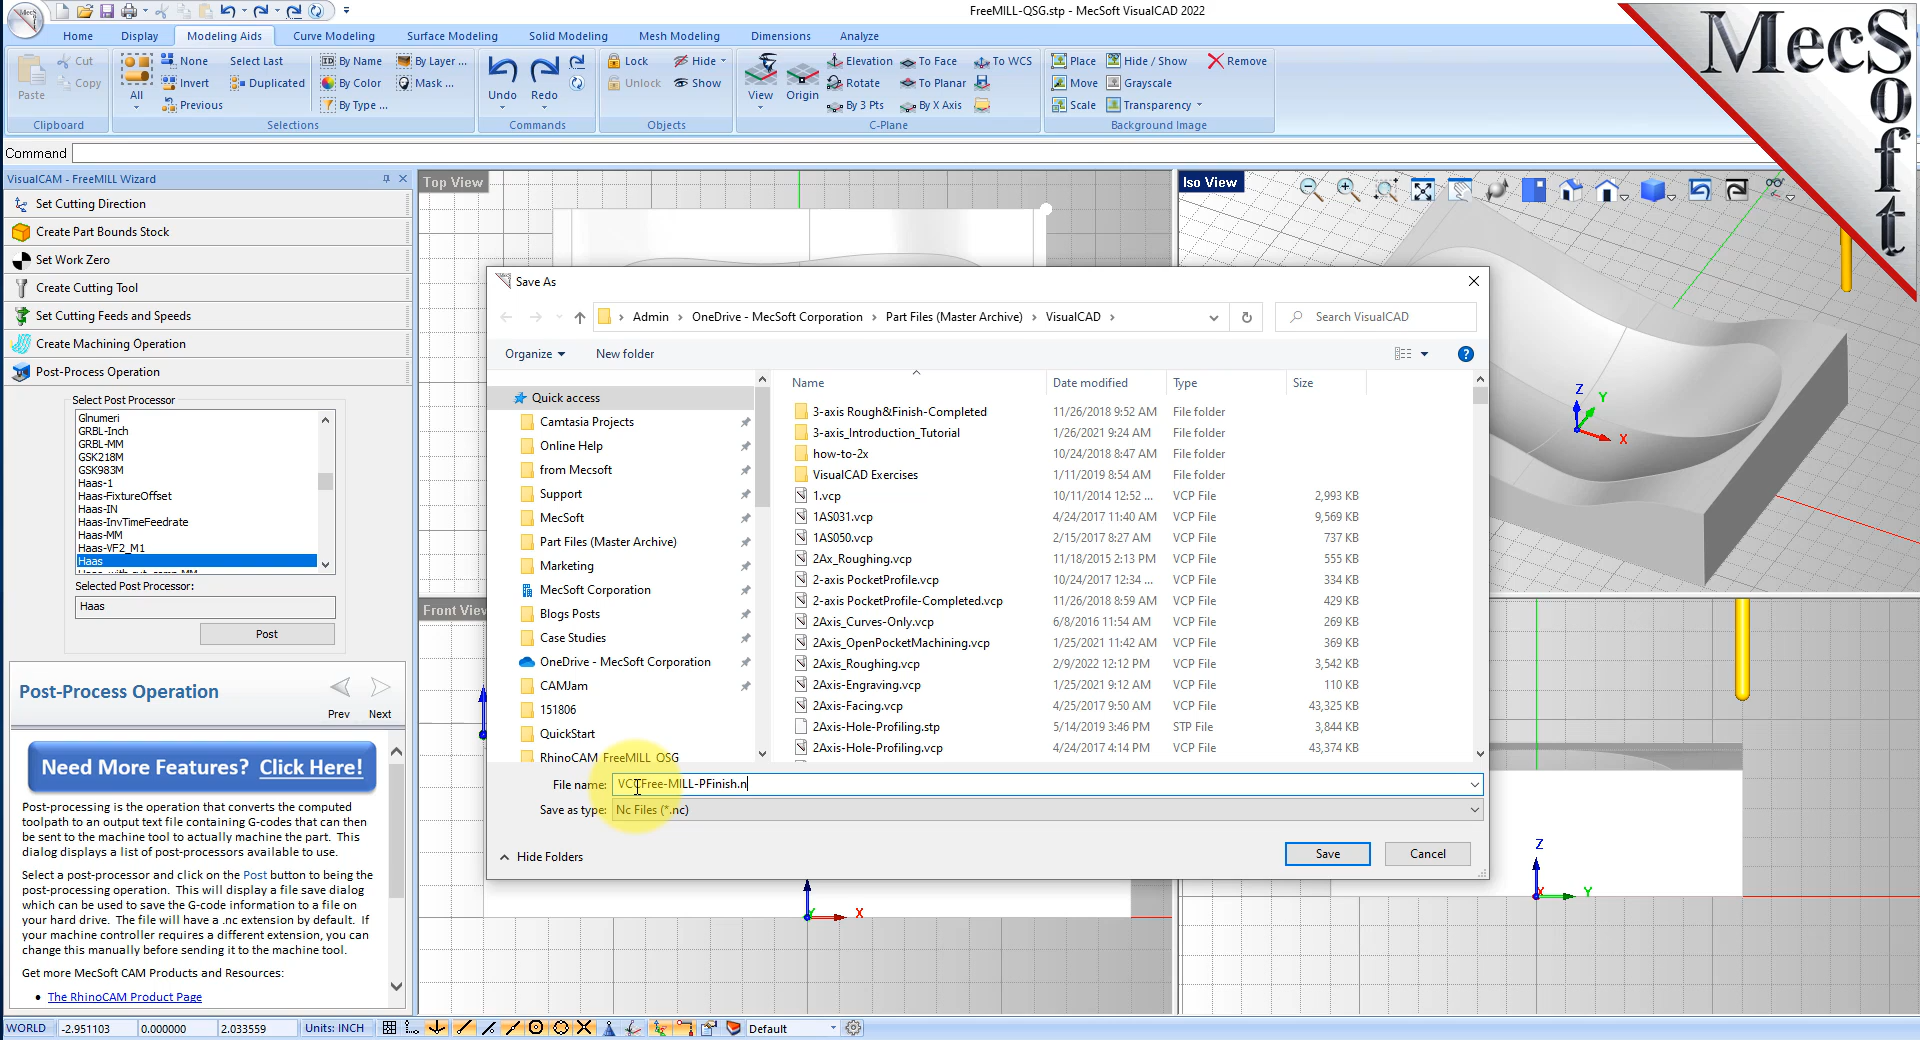 FreeMILL-QSG.stp - MecSoft VisualCAD 2022
MecSoft
Home Display Modeling Aids Curve Modeling Surface Modeling Solid Modeling Mesh Modeling Dimensions Analyze
Paste Cut Copy Clipboard
All None Invert Previous Select Last Duplicated By Name By Color By Type ... By Layer ... Mask ... Selections
Undo Redo Commands
Lock Unlock Hide Show Objects
View Origin Elevation Rotate By 3 Pts To Face To Planar By X Axis To WCS C-Plane
Place Move Scale Hide / Show Grayscale Transparency Remove Background Image
Command
VisualCAM - FreeMILL Wizard
Set Cutting Direction
Create Part Bounds Stock
Set Work Zero
Create Cutting Tool
Set Cutting Feeds and Speeds
Create Machining Operation
Post-Process Operation
Select Post Processor
Glnumeri
GRBL-Inch
GRBL-MM
GSK218M
GSK983M
Haas-1
Haas-FixtureOffset
Haas-IN
Haas-InvTimeFeedrate
Haas-MM
Haas-VF2_M1
Haas
Selected Post Processor:
Haas
Post
Post-Process Operation
Prev Next
Need More Features? Click Here!
Post-processing is the operation that converts the computed
toolpath to an output text file containing G-codes that can then
be sent to the machine tool to actually machine the part. This
dialog displays a list of post-processors available to use.
Select a post-processor and click on the Post button to being the
post-processing operation. This will display a file save dialog
which can be used to save the G-code information to a file on
your hard drive. The file will have a .nc extension by default. If
your machine controller requires a different extension, you can
change this manually before sending it to the machine tool.
Get more MecSoft CAM Products and Resources:
• The RhinoCAM Product Page
Top View
Iso View
Z Y X
Save As
Admin › OneDrive - MecSoft Corporation › Part Files (Master Archive) › VisualCAD ›
Search VisualCAD
Organize New folder
Quick access
Camtasia Projects
Online Help
from Mecsoft
Support
MecSoft
Part Files (Master Archive)
Marketing
MecSoft Corporation
Blogs Posts
Case Studies
OneDrive - MecSoft Corporation
CAMJam
151806
QuickStart
RhinoCAM FreeMILL QSG
Name Date modified Type Size
3-axis Rough&Finish-Completed 11/26/2018 9:52 AM File folder
3-axis_Introduction_Tutorial 1/26/2021 9:24 AM File folder
how-to-2x 10/24/2018 8:47 AM File folder
VisualCAD Exercises 1/11/2019 8:54 AM File folder
1.vcp 10/11/2014 12:52 ... VCP File 2,993 KB
1AS031.vcp 4/24/2017 11:40 AM VCP File 9,569 KB
1AS050.vcp 2/15/2017 8:27 AM VCP File 737 KB
2Ax_Roughing.vcp 11/18/2015 2:13 PM VCP File 555 KB
2-axis PocketProfile.vcp 10/24/2017 12:34 ... VCP File 334 KB
2-axis PocketProfile-Completed.vcp 11/26/2018 8:59 AM VCP File 429 KB
2Axis_Curves-Only.vcp 6/8/2016 11:54 AM VCP File 269 KB
2Axis_OpenPocketMachining.vcp 1/25/2021 11:42 AM VCP File 369 KB
2Axis_Roughing.vcp 2/9/2022 12:12 PM VCP File 3,542 KB
2Axis-Engraving.vcp 1/25/2021 9:12 AM VCP File 110 KB
2Axis-Facing.vcp 4/25/2017 9:50 AM VCP File 43,325 KB
2Axis-Hole-Profiling.stp 5/14/2019 3:46 PM STP File 3,844 KB
2Axis-Hole-Profiling.vcp 4/24/2017 4:14 PM VCP File 43,374 KB
File name: Free-MILL-PFinish.n
Save as type: Nc Files (*.nc)
Hide Folders Save Cancel
Front View
X
Z X Y
WORLD -2.951103 0.000000 2.033559 Units: INCH Default